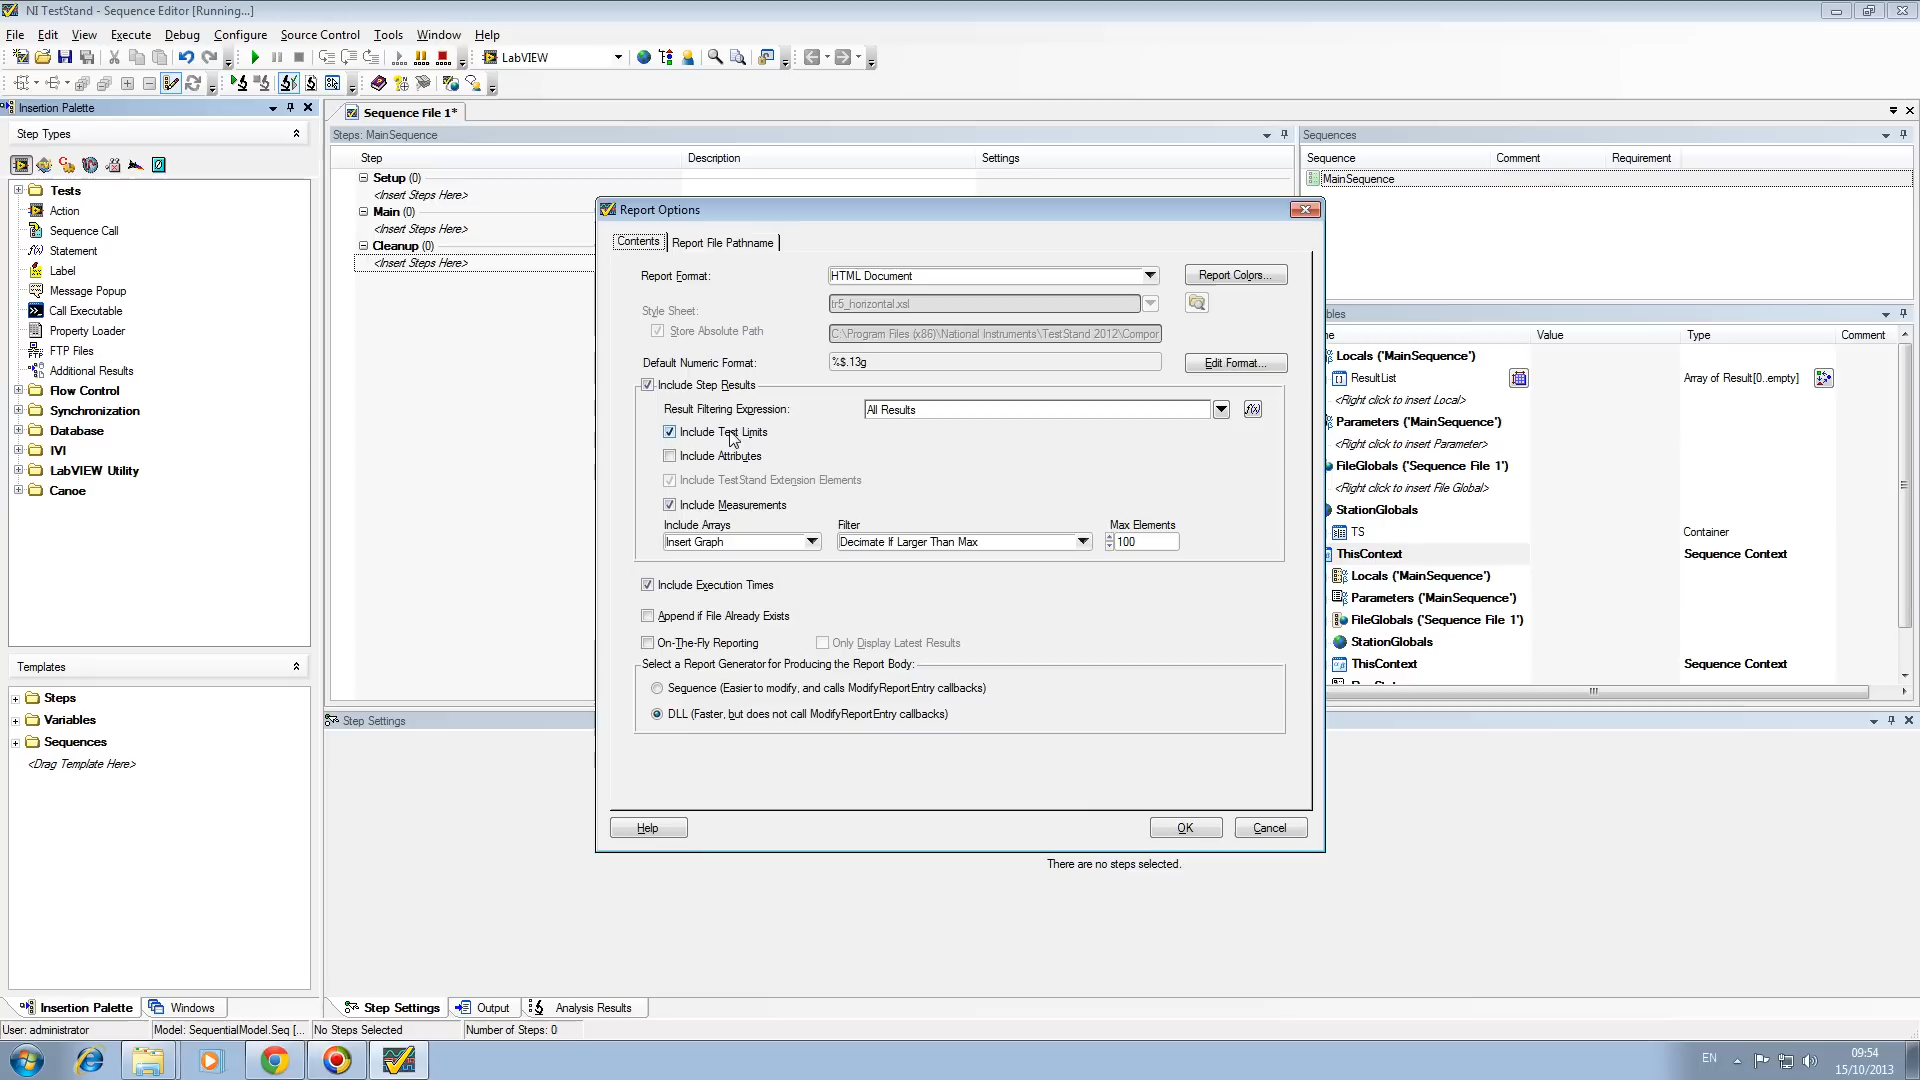 NI TestStand - Sequence Editor [Running...]
File Edit View Execute Debug Configure Source Control Tools Window Help
LabVIEW
Insertion Palette
Step Types
Tests
Action
Sequence Call
Statement
Label
Message Popup
Call Executable
Property Loader
FTP Files
Additional Results
Flow Control
Synchronization
Database
IVI
LabVIEW Utility
Canoe
Templates
Steps
Variables
Sequences
<Drag Template Here>
Insertion Palette Windows
Sequence File 1*
Steps: MainSequence
Step Description Settings
Setup (0)
<Insert Steps Here>
Main (0)
<Insert Steps Here>
Cleanup (0)
<Insert Steps Here>
Sequences
Sequence Comment Requirement
MainSequence
Report Options
Contents Report File Pathname
Report Format: HTML Document Report Colors...
Style Sheet: tr5_horizontal.xsl
Store Absolute Path C:\Program Files (x86)\National Instruments\TestStand 2012\Compor
Default Numeric Format: %$.13g Edit Format...
Include Step Results
Result Filtering Expression: All Results f(x)
Include Test Limits
Include Attributes
Include TestStand Extension Elements
Include Measurements
Include Arrays Filter Max Elements
Insert Graph Decimate If Larger Than Max 100
Include Execution Times
Append if File Already Exists
On-The-Fly Reporting Only Display Latest Results
Select a Report Generator for Producing the Report Body:
Sequence (Easier to modify, and calls ModifyReportEntry callbacks)
DLL (Faster, but does not call ModifyReportEntry callbacks)
Help OK Cancel
bles
ne Value Type Comment
Locals ('MainSequence')
ResultList Array of Result[0..empty]
<Right click to insert Local>
Parameters ('MainSequence')
<Right click to insert Parameter>
FileGlobals ('Sequence File 1')
<Right click to insert File Global>
StationGlobals
TS Container
ThisContext Sequence Context
Locals ('MainSequence')
Parameters ('MainSequence')
FileGlobals ('Sequence File 1')
StationGlobals
ThisContext Sequence Context
Step Settings
There are no steps selected.
Step Settings Output Analysis Results
User: administrator Model: SequentialModel.Seq [... No Steps Selected Number of Steps: 0
EN 09:54
15/10/2013